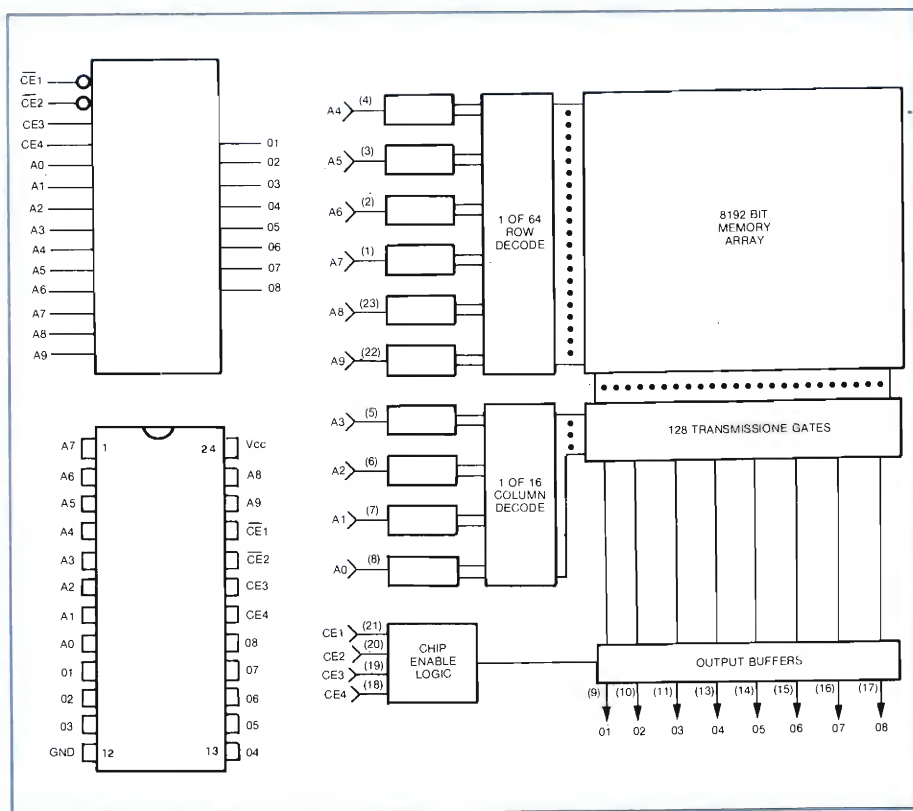 C̅E̅1
C̅E̅2
CE3
CE4
A0
A1
A2
A3
A4
A5
A6
A7
A8
A9
01
02
03
04
05
06
07
08
A4 (4)
A5 (3)
A6 (2)
A7 (1)
A8 (23)
A9 (22)
1 OF 64
ROW
DECODE
8192 BIT
MEMORY
ARRAY
A3 (5)
A2 (6)
A1 (7)
A0 (8)
1 OF 16
COLUMN
DECODE
128 TRANSMISSIONE GATES
CE1 (21)
CE2 (20)
CE3 (19)
CE4 (18)
CHIP
ENABLE
LOGIC
OUTPUT BUFFERS
(9) (10) (11) (13) (14) (15) (16) (17)
01 02 03 04 05 06 07 08
A7 1 24 Vcc
A6 A8
A5 A9
A4 C̅E̅1
A3 C̅E̅2
A2 CE3
A1 CE4
A0 08
01 07
02 06
03 05
GND 12 13 04